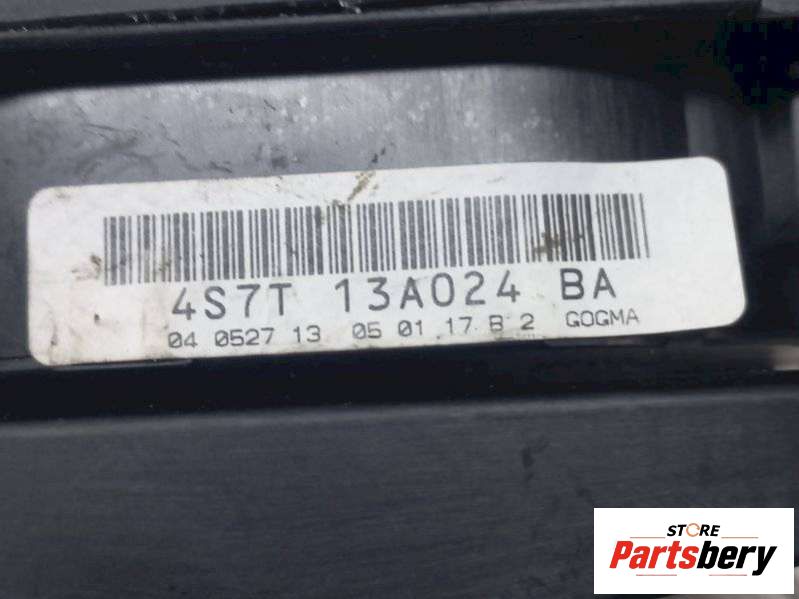 4S7T 13A024 BA
04 0527 13 05 01 17 B 2 GOGMA
STORE
Partsbery